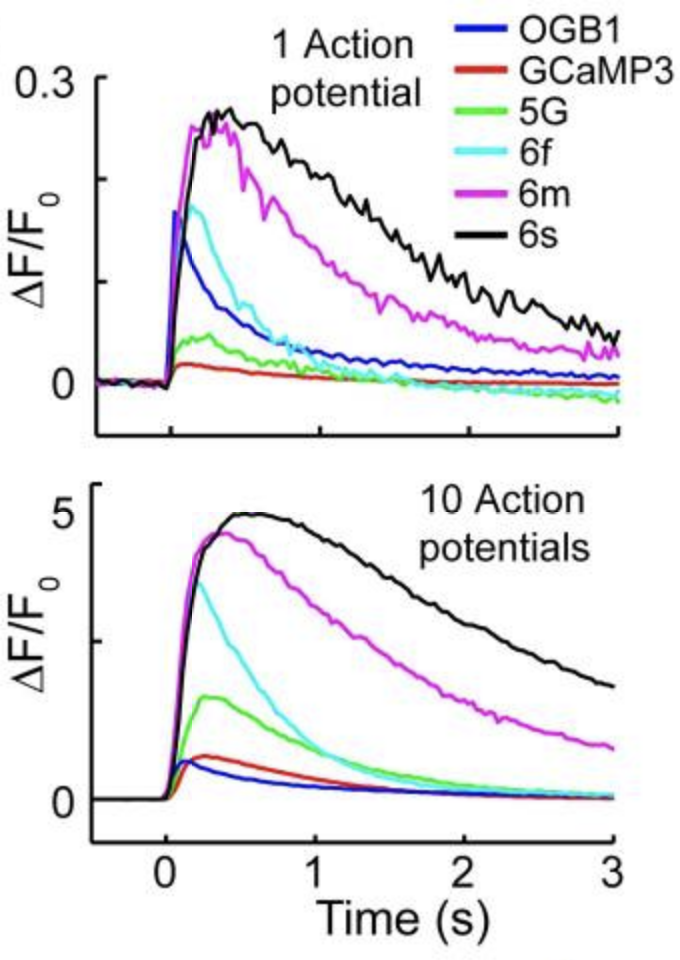 1 Action
potential
OGB1
GCaMP3
5G
6f
6m
6s
0.3
ΔF/F0
0
10 Action
potentials
5
ΔF/F0
0
0 1 2 3
Time (s)